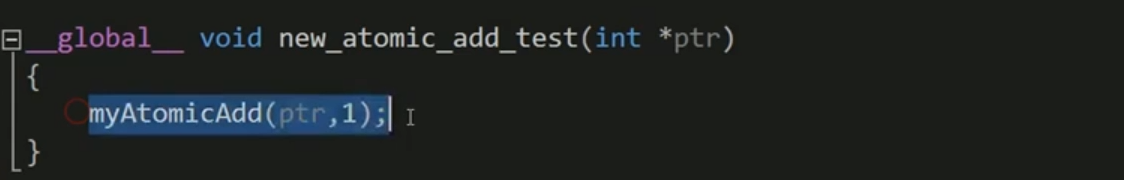 __global__ void new_atomic_add_test(int *ptr)
{
myAtomicAdd(ptr,1);
}